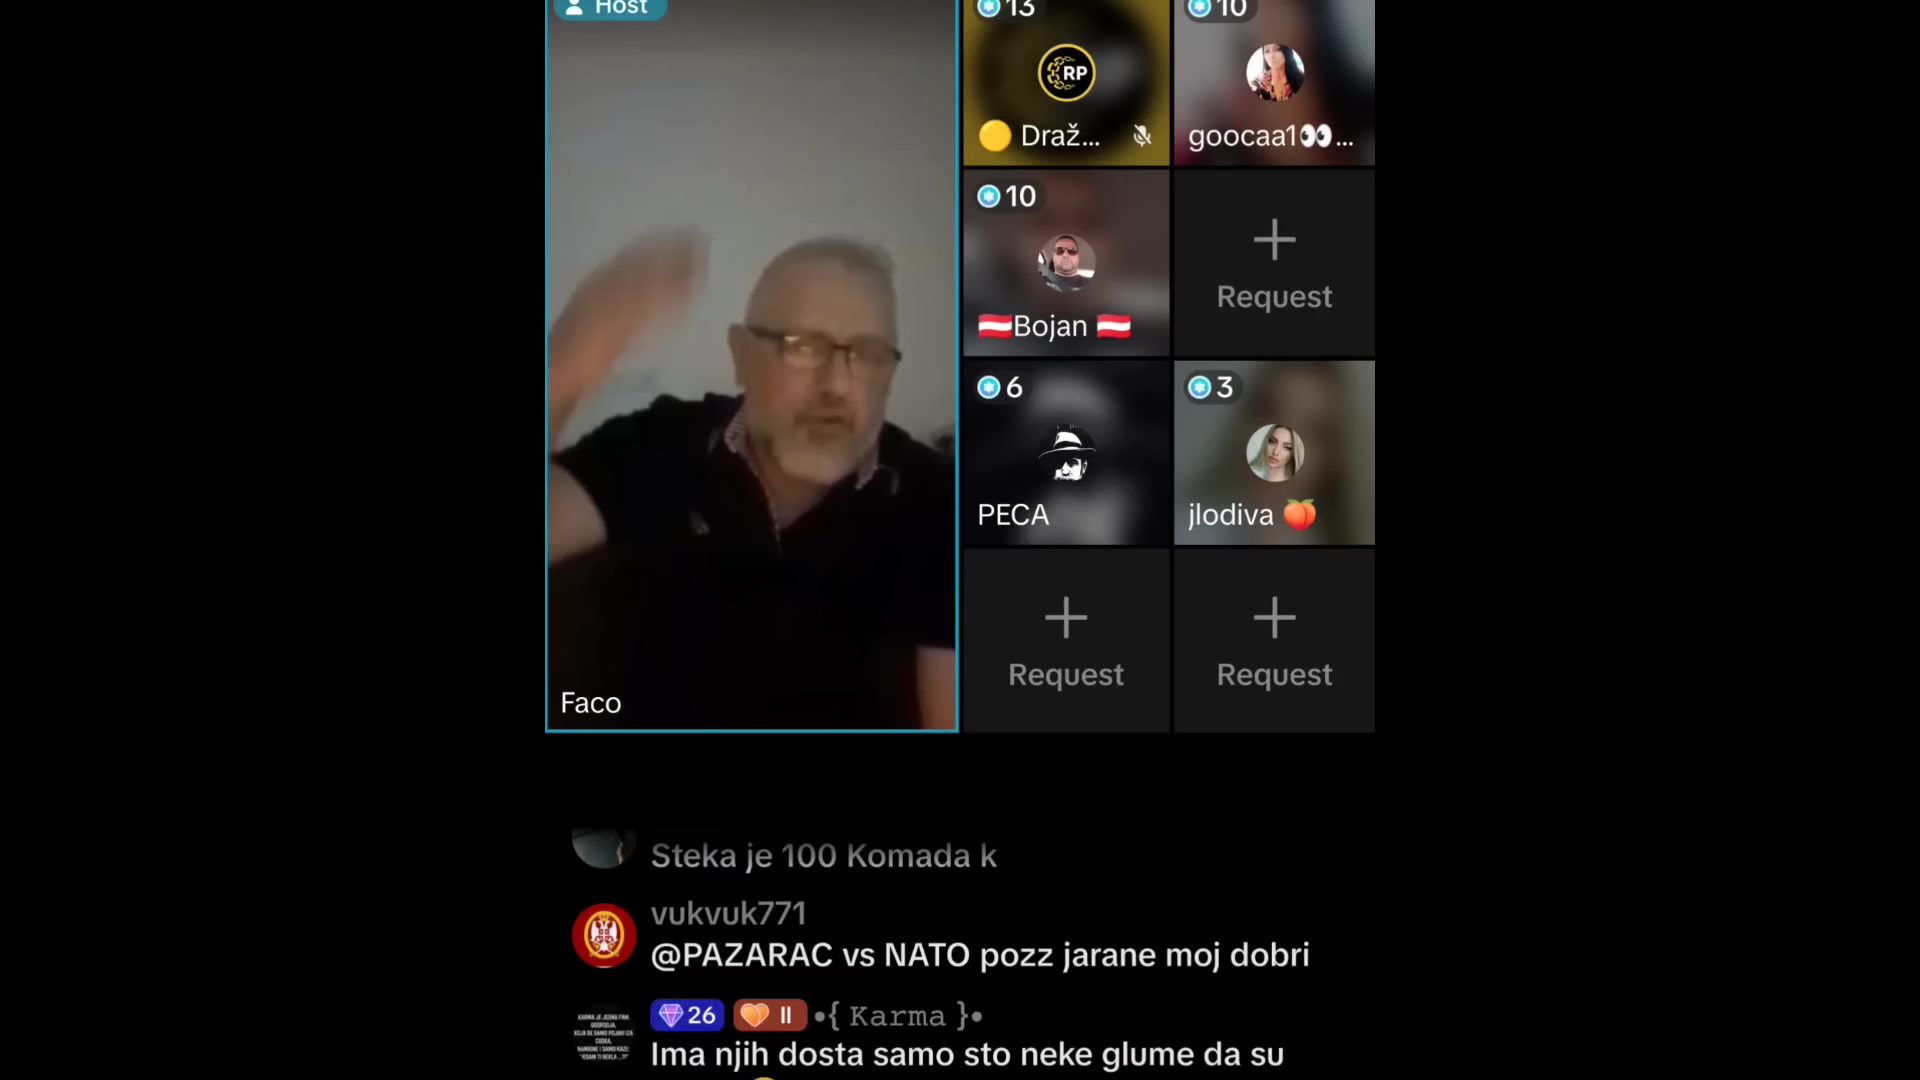 Host
13
10
RP
🟡 Draž...
goocaa1👀...
10
🇦🇹Bojan 🇦🇹
Request
6
3
PECA
jlodiva 🍑
Request
Request
Faco
Steka je 100 Komada k
vukvuk771
@PAZARAC vs NATO pozz jarane moj dobri
26 II •{ Karma }•
Ima njih dosta samo sto neke glume da su